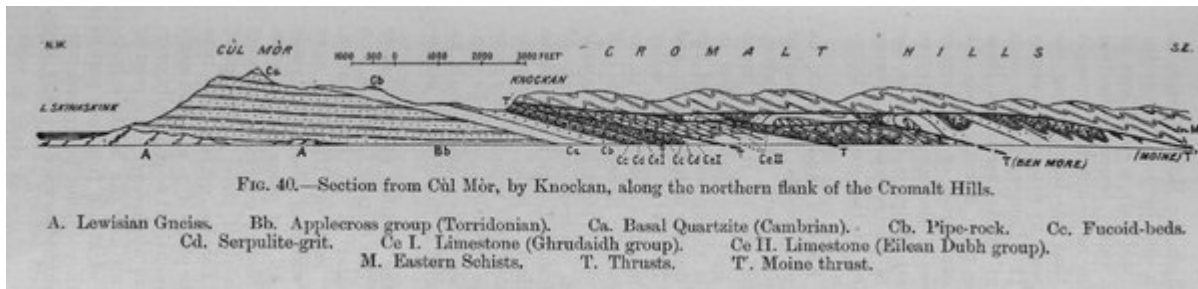 N.W. CÙL MÒR 1000 500 0 1000 2000 3000 FEET C R O M A L T H I L L S S.E.
Ca Cb KNOCKAN
L. SKINASKINK T'
A A Bb Ca Cb Cc Cd CeI Cc Cd CeI T CeII T T (BEN MORE) (MOINE) T'
FIG. 40.—Section from Cùl Mòr, by Knockan, along the northern flank of the Cromalt Hills.
A. Lewisian Gneiss. Bb. Applecross group (Torridonian). Ca. Basal Quartzite (Cambrian). Cb. Pipe-rock. Cc. Fucoid-beds.
Cd. Serpulite-grit. Ce I. Limestone (Ghrudaidh group). Ce II. Limestone (Eilean Dubh group).
M. Eastern Schists. T. Thrusts. T'. Moine thrust.